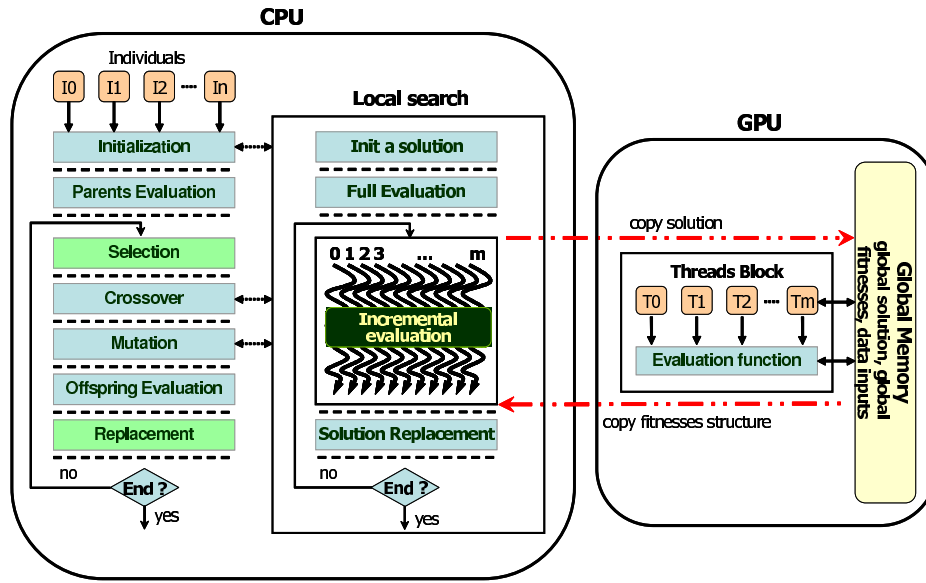 CPU
Individuals
I0 I1 I2 In
Initialization
Parents Evaluation
Selection
Crossover
Mutation
Offspring Evaluation
Replacement
no
End ?
yes
Local search
Init a solution
Full Evaluation
0 1 2 3 ... m
Incremental
evaluation
Solution Replacement
no
End ?
yes
copy solution
copy fitnesses structure
GPU
Threads Block
T0 T1 T2 Tm
Evaluation function
Global Memory
global solution, global
fitnesses, data inputs